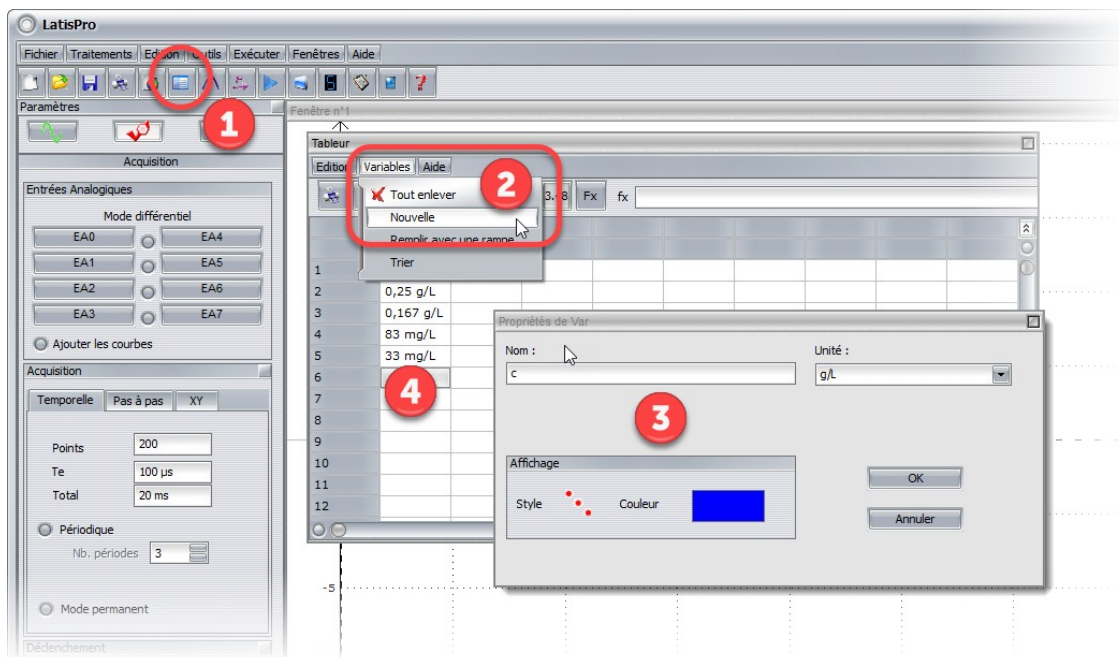 LatisPro
Fichier Traitements Edition Outils Exécuter Fenêtres Aide
1
Paramètres
Acquisition
Entrées Analogiques
Mode différentiel
EA0 EA4
EA1 EA5
EA2 EA6
EA3 EA7
Ajouter les courbes
Acquisition
Temporelle Pas à pas XY
Points 200
Te 100 µs
Total 20 ms
Périodique
Nb. périodes 3
Mode permanent
Déclenchement
Fenêtre n°1
Tableur
Edition Variables Aide
2
Tout enlever
Nouvelle
Remplir avec une rampe
Trier
Fx fx
1
2 0,25 g/L
3 0,167 g/L
4 83 mg/L
5 33 mg/L
6
7
8
9
10
11
12
4
-5
Propriétés de Var
Nom : Unité :
c g/L
3
Affichage
Style Couleur
OK
Annuler